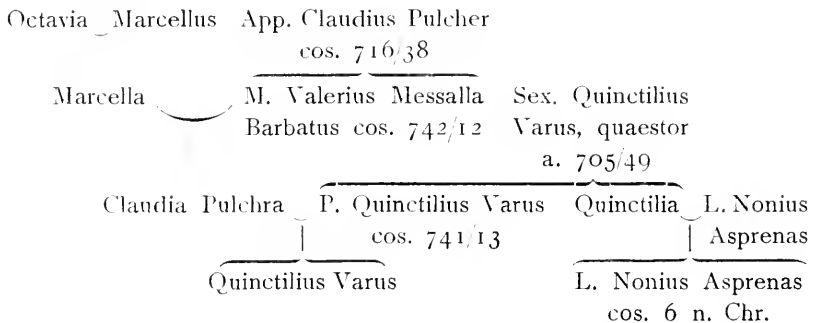 Octavia Marcellus App. Claudius Pulcher
cos. 716/38
Marcella M. Valerius Messalla Sex. Quinctilius
Barbatus cos. 742/12 Varus, quaestor
a. 705/49
Claudia Pulchra P. Quinctilius Varus Quinctilia L. Nonius
cos. 741/13 Asprenas
Quinctilius Varus L. Nonius Asprenas
cos. 6 n. Chr.